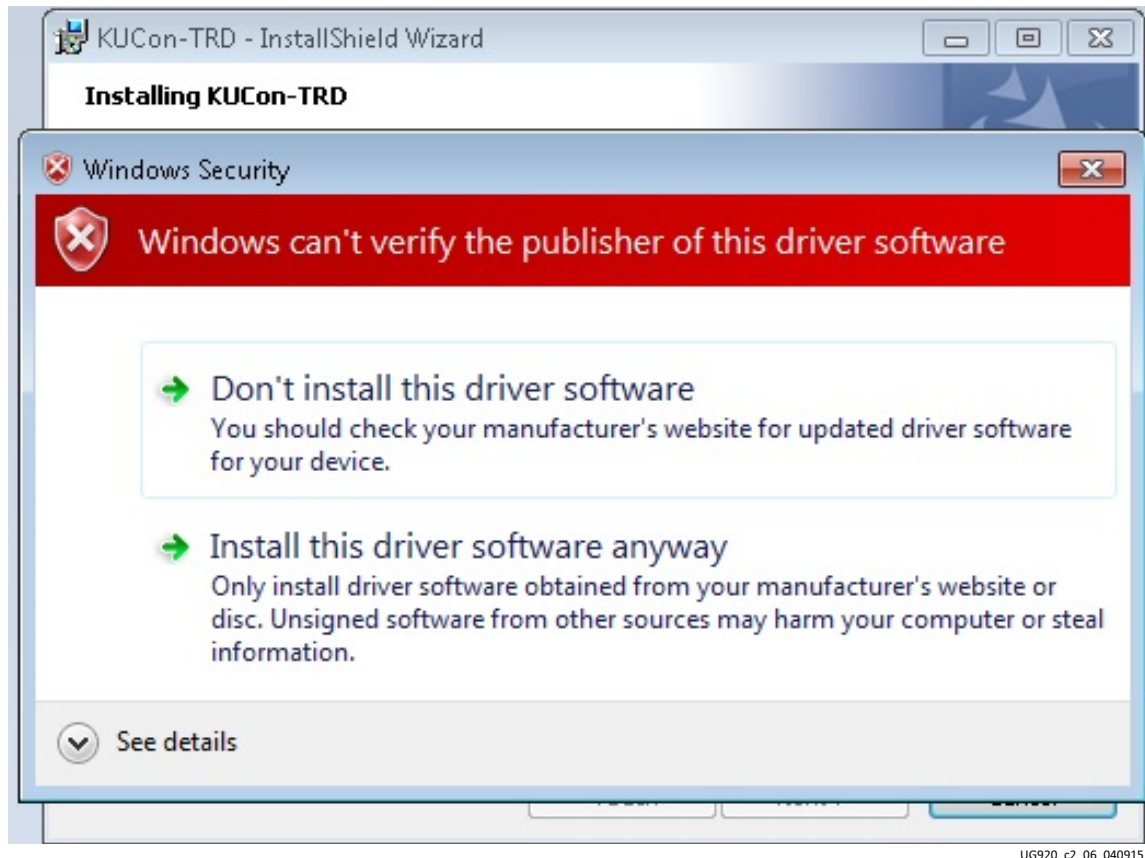 KUCon-TRD - InstallShield Wizard
Installing KUCon-TRD
Windows Security
Windows can't verify the publisher of this driver software
Don't install this driver software
You should check your manufacturer's website for updated driver software
for your device.
Install this driver software anyway
Only install driver software obtained from your manufacturer's website or
disc. Unsigned software from other sources may harm your computer or steal
information.
See details
UG920_c2_06_040915